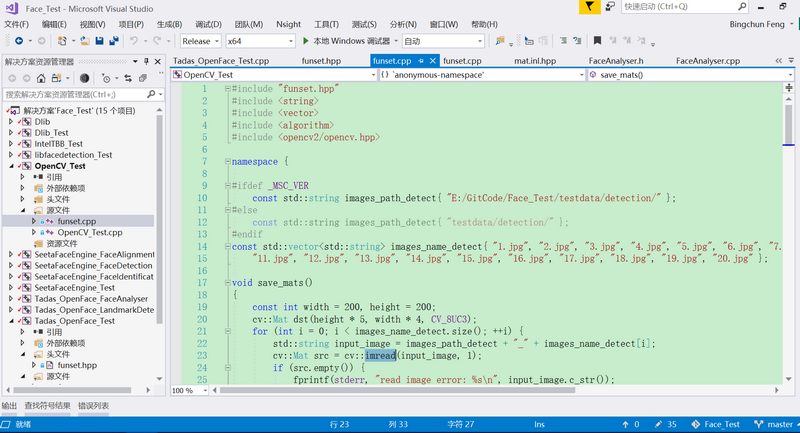 Face_Test - Microsoft Visual Studio
快速启动 (Ctrl+Q)
文件(F) 编辑(E) 视图(V) 项目(P) 生成(B) 调试(D) 团队(M) Nsight 工具(T) 测试(S) 分析(N) 窗口(W) 帮助(H)
Bingchun Feng
Release x64 本地 Windows 调试器 自动
解决方案资源管理器
Tadas_OpenFace_Test.cpp funset.hpp funset.cpp funset.cpp mat.inl.hpp FaceAnalyser.h FaceAnalyser.cpp
OpenCV_Test {} `anonymous-namespace' save_mats()
搜索解决方案资源管理器(Ctrl+;)
解决方案'Face_Test' (15 个项目)
Dlib
Dlib_Test
IntelTBB_Test
libfacedetection_Test
OpenCV_Test
引用
外部依赖项
头文件
源文件
funset.cpp
OpenCV_Test.cpp
资源文件
SeetaFaceEngine_FaceAlignment
SeetaFaceEngine_FaceDetection
SeetaFaceEngine_FaceIdentificat
SeetaFaceEngine_Test
Tadas_OpenFace_FaceAnalyser
Tadas_OpenFace_LandmarkDete
Tadas_OpenFace_Test
引用
外部依赖项
头文件
funset.hpp
源文件
1 #include "funset.hpp"
2 #include <string>
3 #include <vector>
4 #include <algorithm>
5 #include <opencv2/opencv.hpp>
6
7 namespace {
8
9 #ifdef _MSC_VER
10 const std::string images_path_detect{ "E:/GitCode/Face_Test/testdata/detection/" };
11 #else
12 const std::string images_path_detect{ "testdata/detection/" };
13 #endif
14 const std::vector<std::string> images_name_detect{ "1.jpg", "2.jpg", "3.jpg", "4.jpg", "5.jpg", "6.jpg", "7.
15 "11.jpg", "12.jpg", "13.jpg", "14.jpg", "15.jpg", "16.jpg", "17.jpg", "18.jpg", "19.jpg", "20.jpg" };
16
17 void save_mats()
18 {
19 const int width = 200, height = 200;
20 cv::Mat dst(height * 5, width * 4, CV_8UC3);
21 for (int i = 0; i < images_name_detect.size(); ++i) {
22 std::string input_image = images_path_detect + "_" + images_name_detect[i];
23 cv::Mat src = cv::imread(input_image, 1);
24 if (src.empty()) {
25 fprintf(stderr, "read image error: %s\n", input_image.c_str());
100 %
输出 查找符号结果 错误列表
就绪 行 23 列 33 字符 27 Ins 0 35 Face_Test master